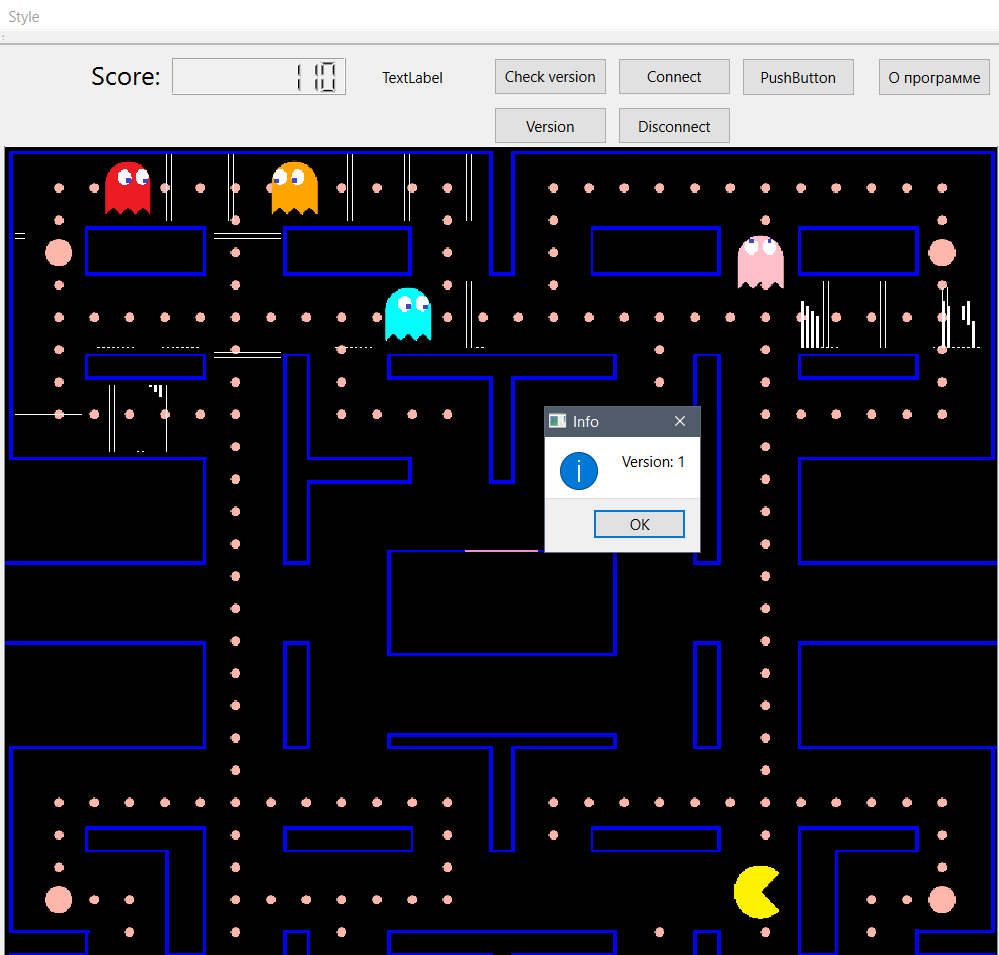 Style
Score: 110 TextLabel Check version Connect PushButton О программе
Version Disconnect
Info
Version: 1
OK